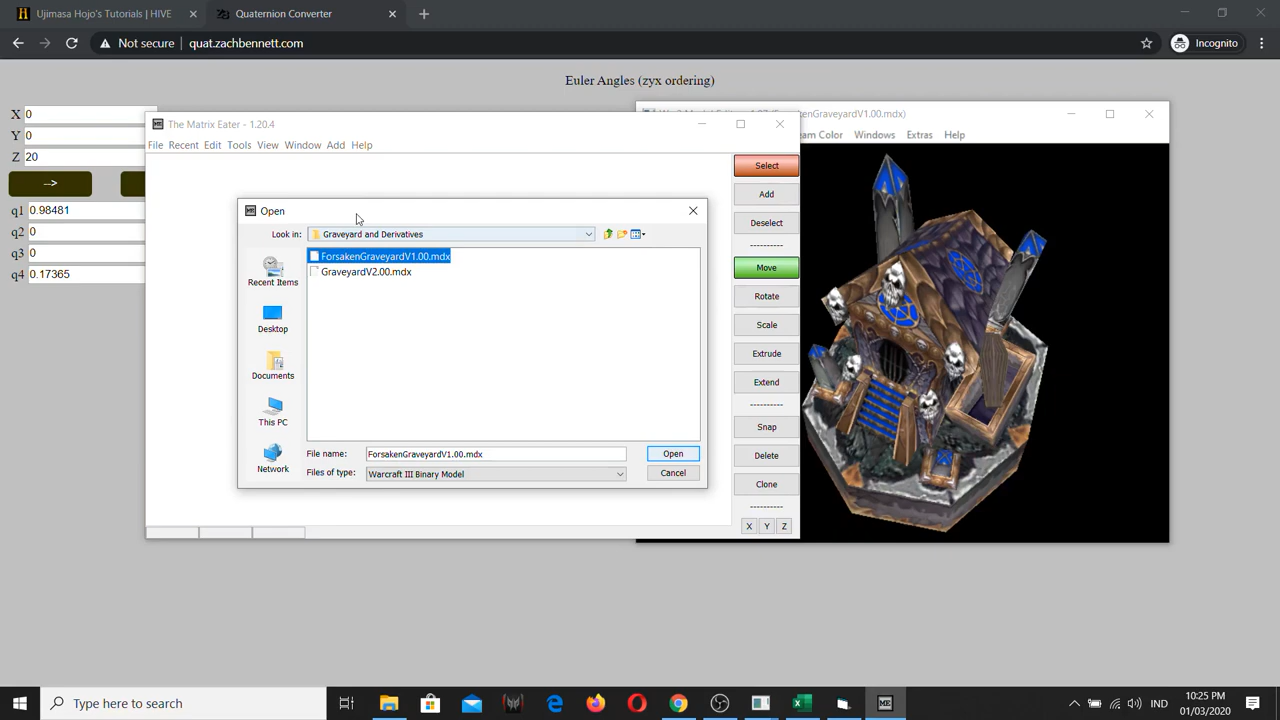 Ujimasa Hojo's Tutorials | HIVE
Quaternion Converter
Not secure
quat.zachbennett.com
Incognito
Euler Angles (zyx ordering)
X 0
Y 0
Z 20
-->
q1 0.98481
q2 0
q3 0
q4 0.17365
ME The Matrix Eater - 1.20.4
File Recent Edit Tools View Window Add Help
ME Open
Look in: Graveyard and Derivatives
ForsakenGraveyardV1.00.mdx
GraveyardV2.00.mdx
Recent Items
Desktop
Documents
This PC
Network
File name: ForsakenGraveyardV1.00.mdx
Open
Files of type: Warcraft III Binary Model
Cancel
Select
Add
Deselect
----------
Move
Rotate
Scale
Extrude
Extend
----------
Snap
Delete
Clone
----------
X Y Z
enGraveyardV1.00.mdx)
am Color Windows Extras Help
Type here to search
ME
IND
10:25 PM
01/03/2020